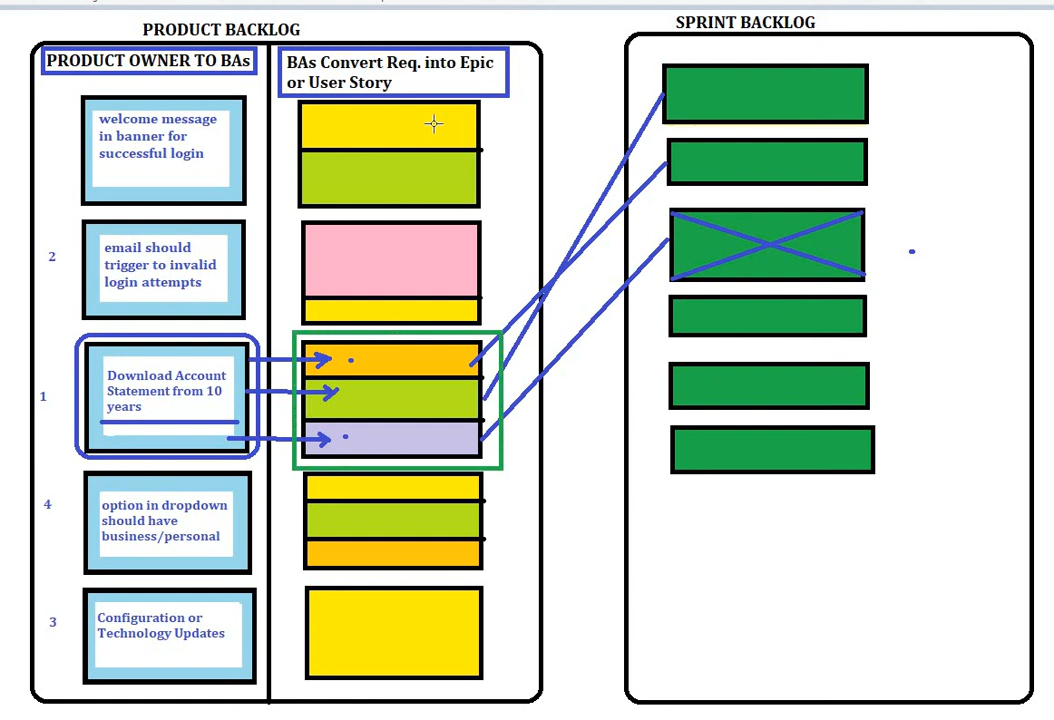 PRODUCT BACKLOG
SPRINT BACKLOG
PRODUCT OWNER TO BAs
BAs Convert Req. into Epic
or User Story
welcome message
in banner for
successful login
2
email should
trigger to invalid
login attempts
1
Download Account
Statement from 10
years
4
option in dropdown
should have
business/personal
3
Configuration or
Technology Updates